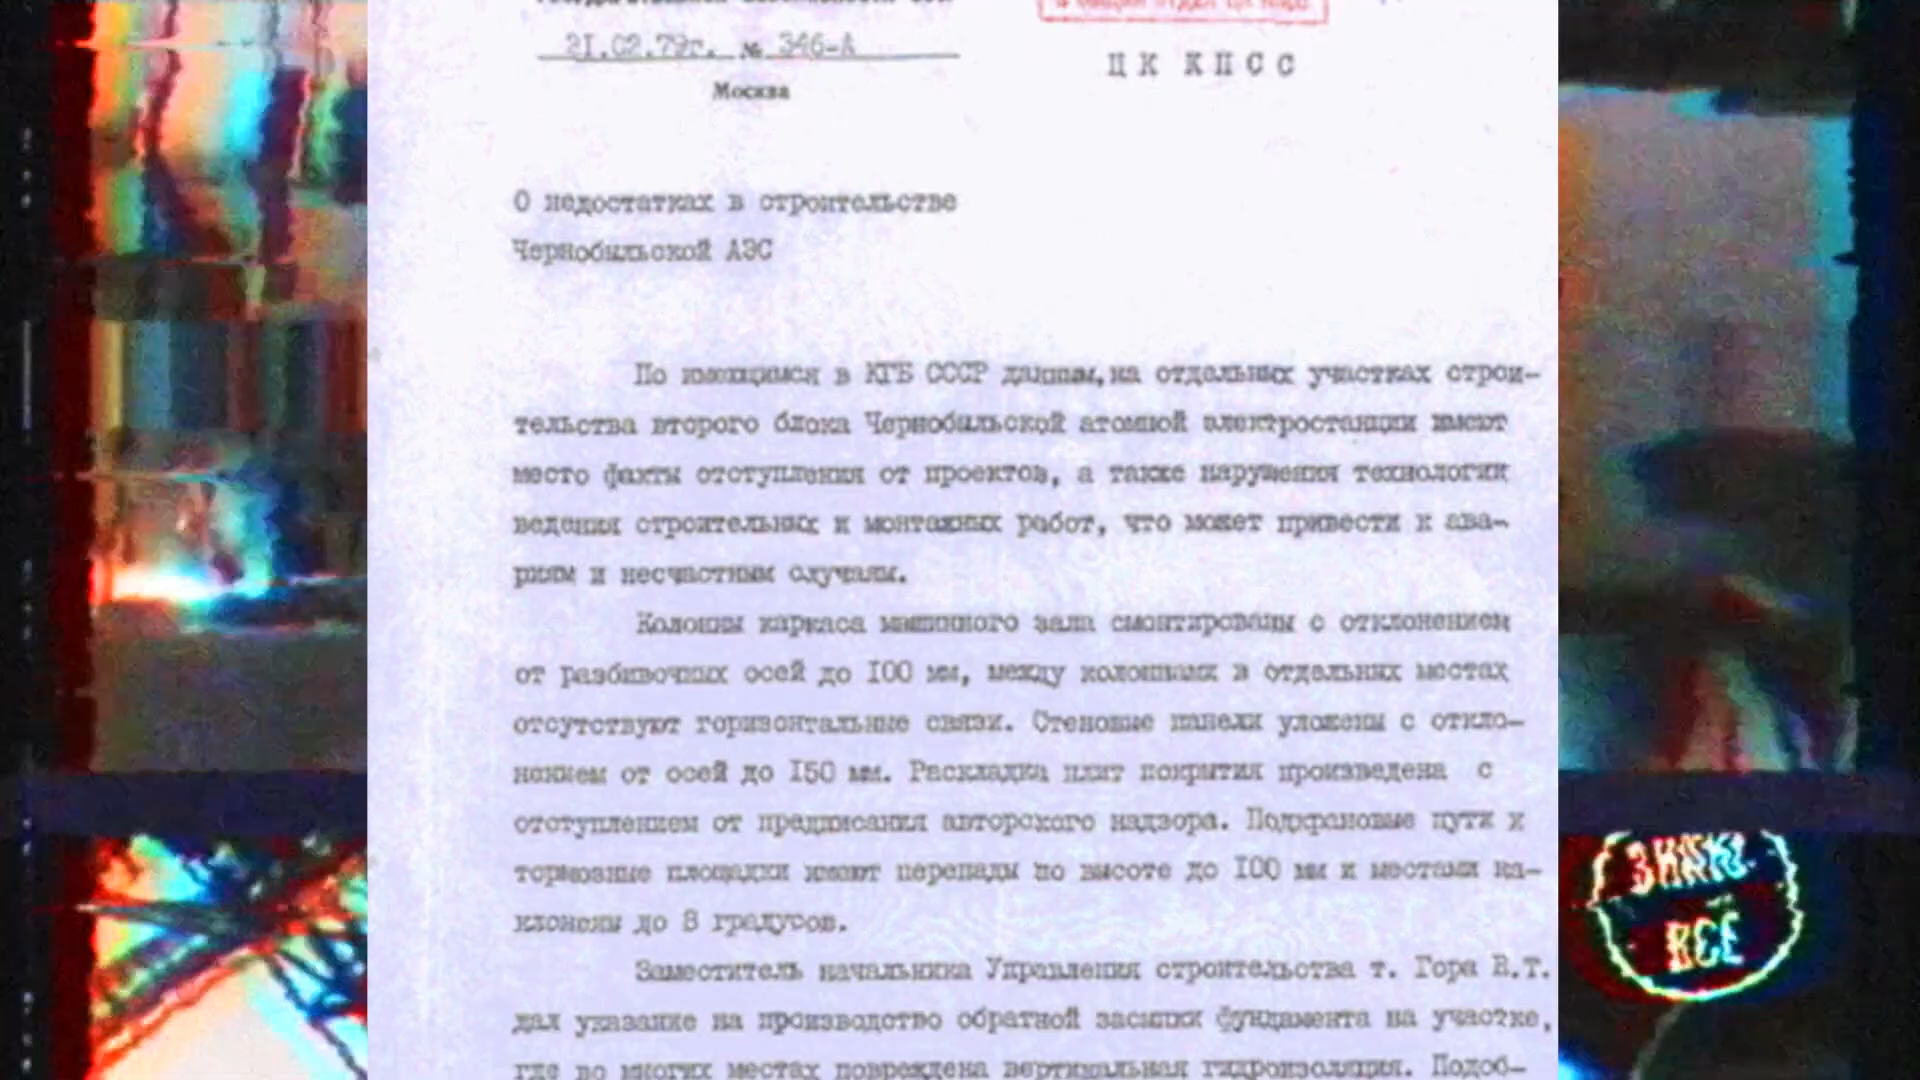 21.02.79г. № 346-А
ЦК КПСС
Москва
О недостатках в строительстве
Чернобыльской АЭС
По имеющимся в КГБ СССР данным,на отдельных участках строи-
тельства второго блока Чернобыльской атомной электростанции имеют
место факты отступления от проектов, а также нарушения технологии
ведения строительных и монтажных работ, что может привести к ава-
риям и несчастным случаям.
Колонны каркаса машинного зала смонтированы с отклонением
от разбивочных осей до 100 мм, между колоннами в отдельных местах
отсутствуют горизонтальные связи. Стеновые панели уложены с откло-
нением от осей до 150 мм. Раскладка плит покрытия произведена с
отступлением от предписания авторского надзора. Подкрановые пути и
тормозные площадки имеют перепады по высоте до 100 мм и местами на-
клонены до 8 градусов.
Заместитель начальника Управления строительства т. Гора В.Т.
дал указание на производство обратной засыпки фундамента на участке,
где во многих местах повреждена вертикальная гидроизоляция. Подоб-
ВСЕ